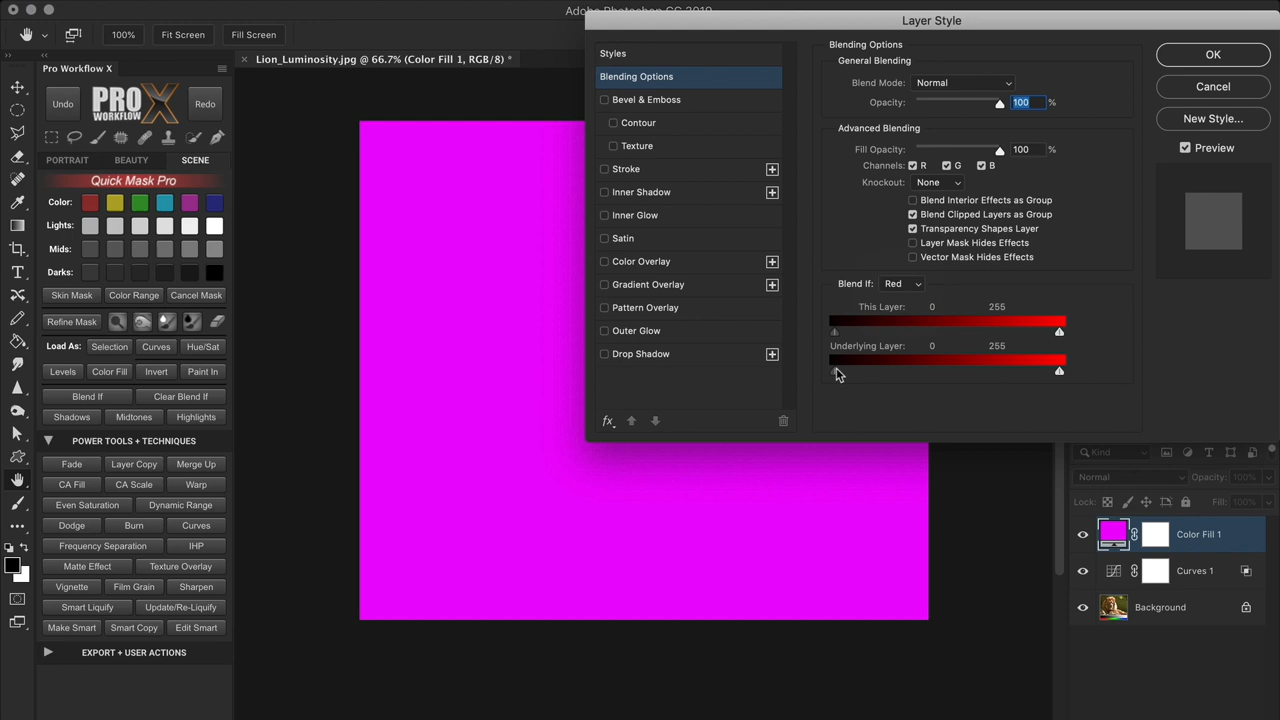 Adobe Photoshop CC 2019
Layer Style
100%
Fit Screen
Fill Screen
Lion_Luminosity.jpg @ 66.7% (Color Fill 1, RGB/8) *
Pro Workflow X
Undo
PRO
WORKFLOW
X
Redo
PORTRAIT
BEAUTY
SCENE
Quick Mask Pro
Color:
Lights:
Mids:
Darks:
Skin Mask
Color Range
Cancel Mask
Refine Mask
Load As:
Selection
Curves
Hue/Sat
Levels
Color Fill
Invert
Paint In
Blend If
Clear Blend If
Shadows
Midtones
Highlights
POWER TOOLS + TECHNIQUES
Fade
Layer Copy
Merge Up
CA Fill
CA Scale
Warp
Even Saturation
Dynamic Range
Dodge
Burn
Curves
Frequency Separation
IHP
Matte Effect
Texture Overlay
Vignette
Film Grain
Sharpen
Smart Liquify
Update/Re-Liquify
Make Smart
Smart Copy
Edit Smart
EXPORT + USER ACTIONS
Styles
Blending Options
Bevel & Emboss
Contour
Texture
Stroke
Inner Shadow
Inner Glow
Satin
Color Overlay
Gradient Overlay
Pattern Overlay
Outer Glow
Drop Shadow
fx
Blending Options
General Blending
Blend Mode: Normal
Opacity: 100 %
Advanced Blending
Fill Opacity: 100 %
Channels: R G B
Knockout: None
Blend Interior Effects as Group
Blend Clipped Layers as Group
Transparency Shapes Layer
Layer Mask Hides Effects
Vector Mask Hides Effects
Blend If: Red
This Layer: 0 255
Underlying Layer: 0 255
OK
Cancel
New Style...
Preview
Kind
Normal
Opacity: 100%
Lock:
Fill: 100%
Color Fill 1
Curves 1
Background